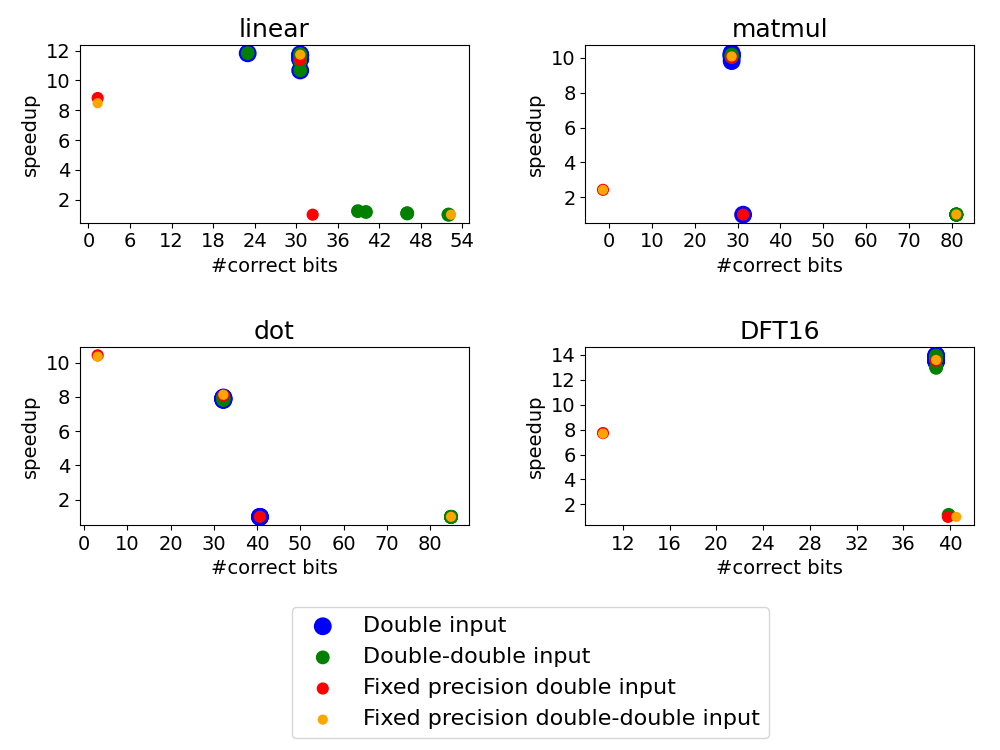 linear
12
10
8
6
4
2
speedup
0 6 12 18 24 30 36 42 48 54
#correct bits
matmul
10
8
6
4
2
speedup
0 10 20 30 40 50 60 70 80
#correct bits
dot
10
8
6
4
2
speedup
0 10 20 30 40 50 60 70 80
#correct bits
DFT16
14
12
10
8
6
4
2
speedup
12 16 20 24 28 32 36 40
#correct bits
Double input
Double-double input
Fixed precision double input
Fixed precision double-double input